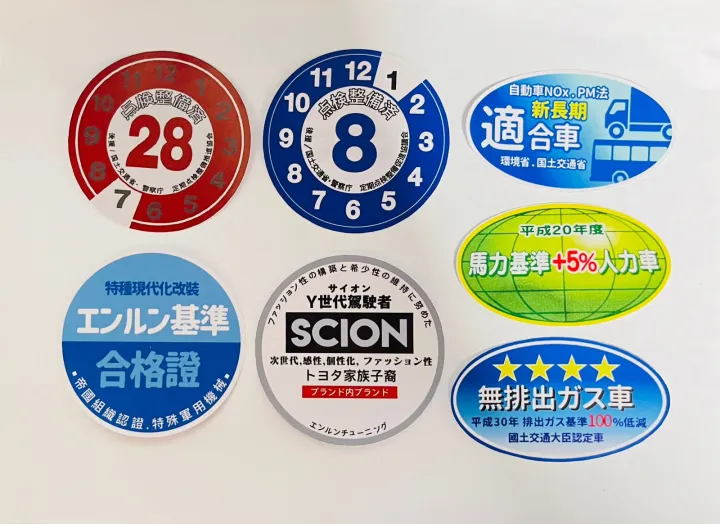 11 12
10
9
8
7
6
5
4
3
2
点検整備済
28
後援/国土交通省・警察庁 定期点検整備促進協議会
11 12 1
10 2
9 3
8 4
7 6 5
点検整備済
8
後援/国土交通省・警察庁 定期点検整備促進協議会
自動車NOx.PM法
新長期
適合車
環境省.国土交通省
平成20年度
馬力基準+5%人力車
特種現代化改裝
エンルン基準
合格證
▪帝國組織認證.特殊軍用機械▪
ファッション性の構築と希少性の維持に努めた
サイオン
Y世代駕駛者
SCION
次世代,感性,個性化,ファッション性
トヨタ家族子裔
ブランド内ブランド
エンルンチューニング
★★★★
無排出ガス車
平成30年 排出ガス基準100%低減
國土交通大臣認定車